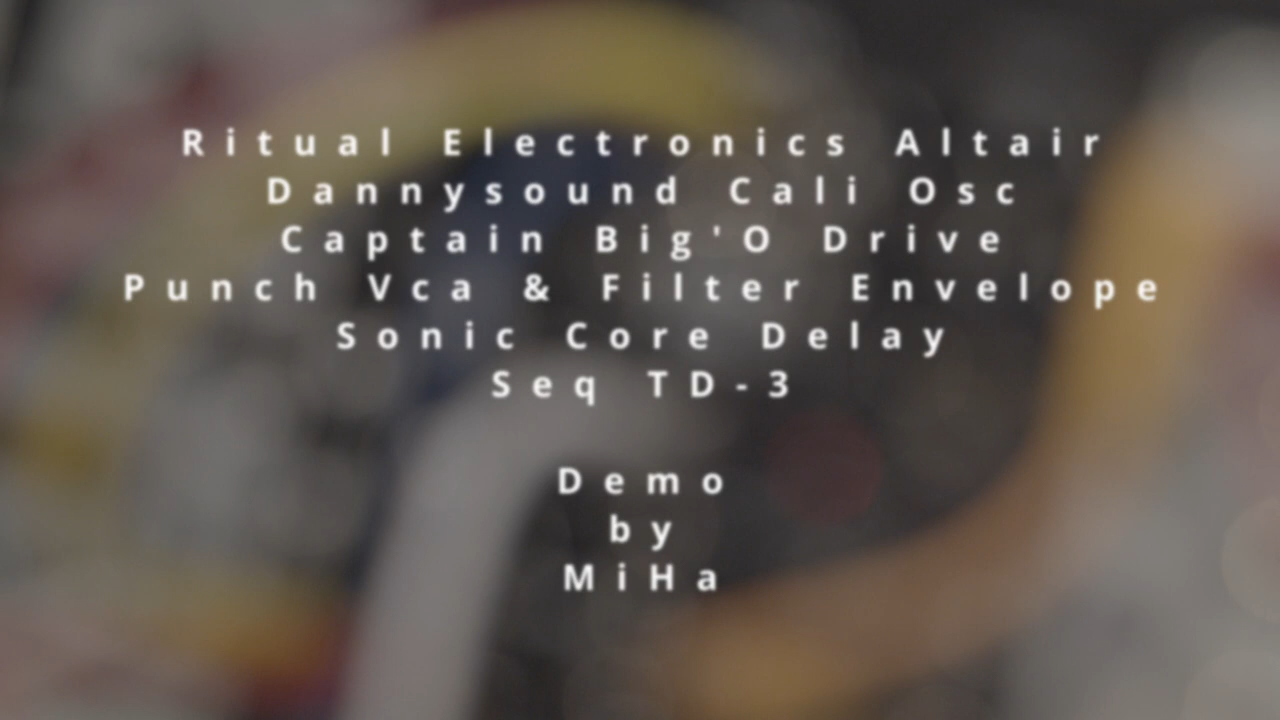 Ritual Electronics Altair
Dannysound Cali Osc
Captain Big'O Drive
Punch Vca & Filter Envelope
Sonic Core Delay
Seq TD-3
Demo
by
MiHa